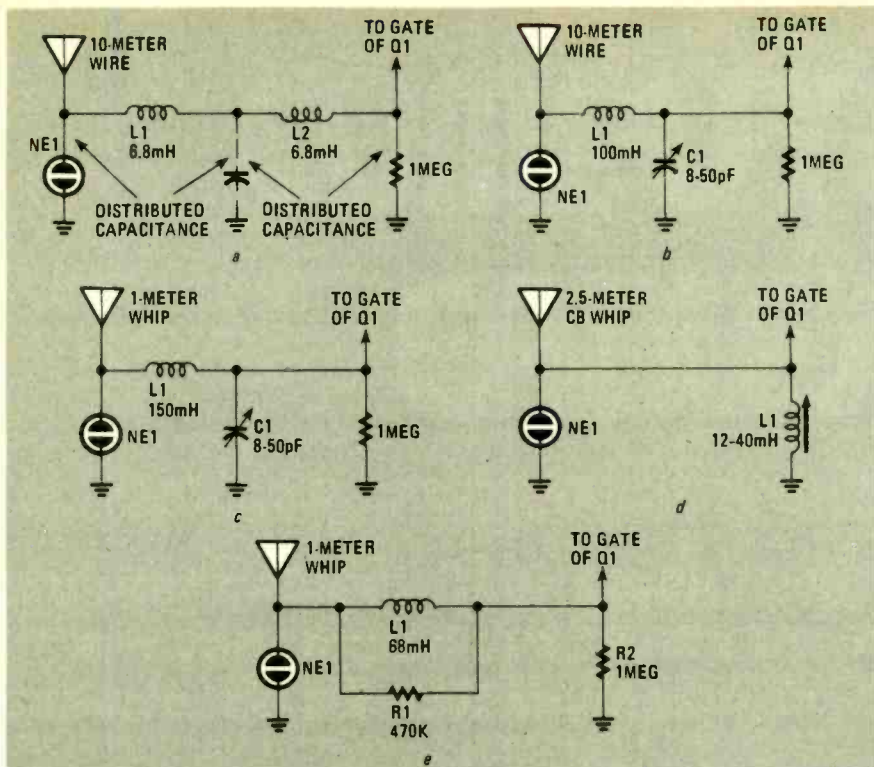 10-METER
WIRE
TO GATE
OF Q1
L1
6.8mH
L2
6.8mH
NE1
1MEG
DISTRIBUTED
CAPACITANCE
DISTRIBUTED
CAPACITANCE
a
10-METER
WIRE
TO GATE
OF Q1
L1
100mH
C1
8-50pF
NE1
1MEG
b
1-METER
WHIP
TO GATE
OF Q1
L1
150mH
C1
8-50pF
NE1
1MEG
c
2.5-METER
CB WHIP
TO GATE
OF Q1
NE1
L1
12-40mH
d
1-METER
WHIP
TO GATE
OF Q1
L1
68mH
NE1
R1
470K
R2
1MEG
e